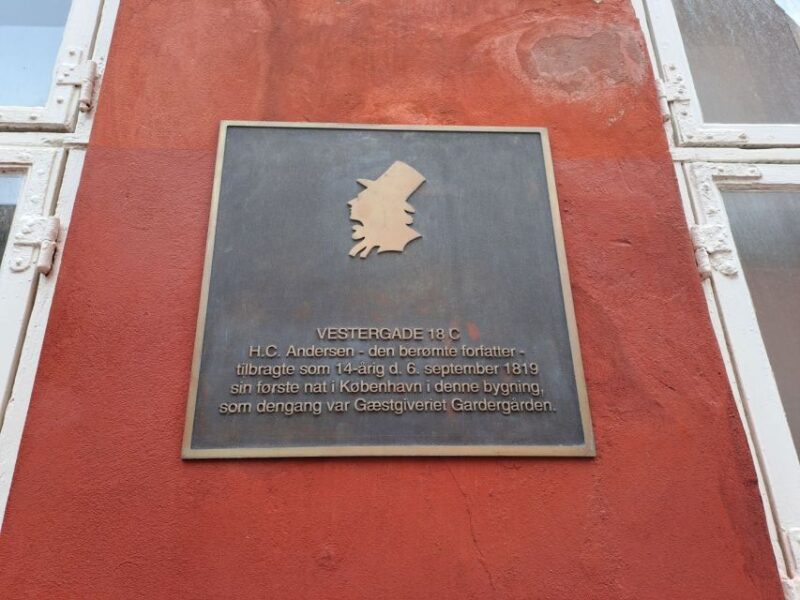 VESTERGADE 18 C
H.C. Andersen - den berømte forfatter -
tilbragte som 14-årig d. 6. september 1819
sin første nat i København i denne bygning,
som dengang var Gæstgiveriet Gardergården.